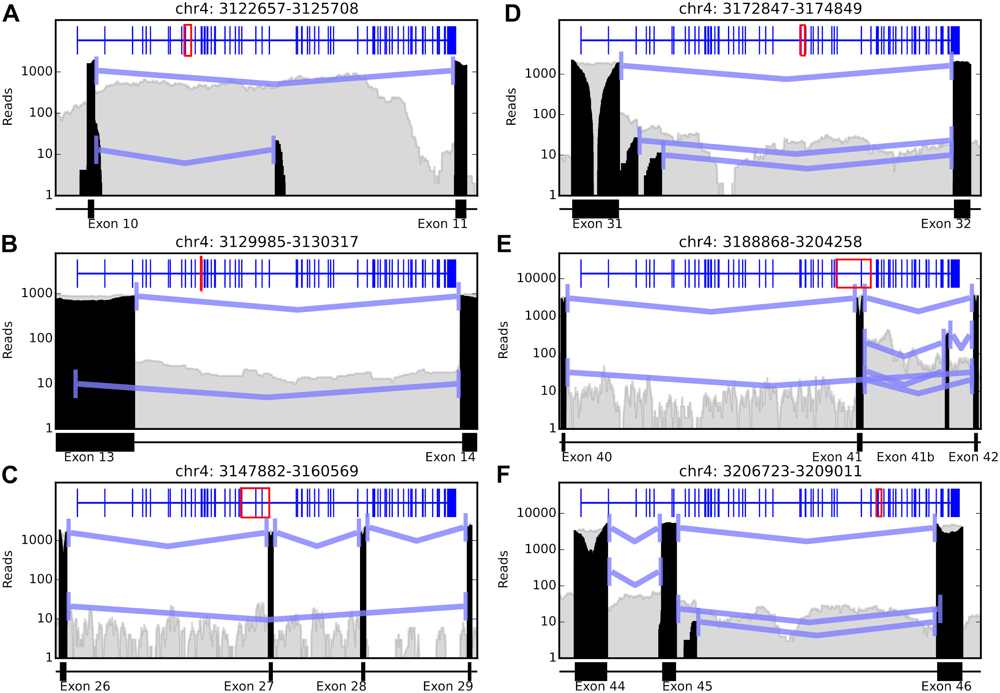 A
chr4: 3122657-3125708
Reads
1000
100
10
1
Exon 10
Exon 11
B
chr4: 3129985-3130317
Reads
1000
100
10
1
Exon 13
Exon 14
C
chr4: 3147882-3160569
Reads
1000
100
10
1
Exon 26
Exon 27
Exon 28
Exon 29
D
chr4: 3172847-3174849
Reads
1000
100
10
1
Exon 31
Exon 32
E
chr4: 3188868-3204258
Reads
10000
1000
100
10
1
Exon 40
Exon 41
Exon 41b
Exon 42
F
chr4: 3206723-3209011
Reads
10000
1000
100
10
1
Exon 44
Exon 45
Exon 46